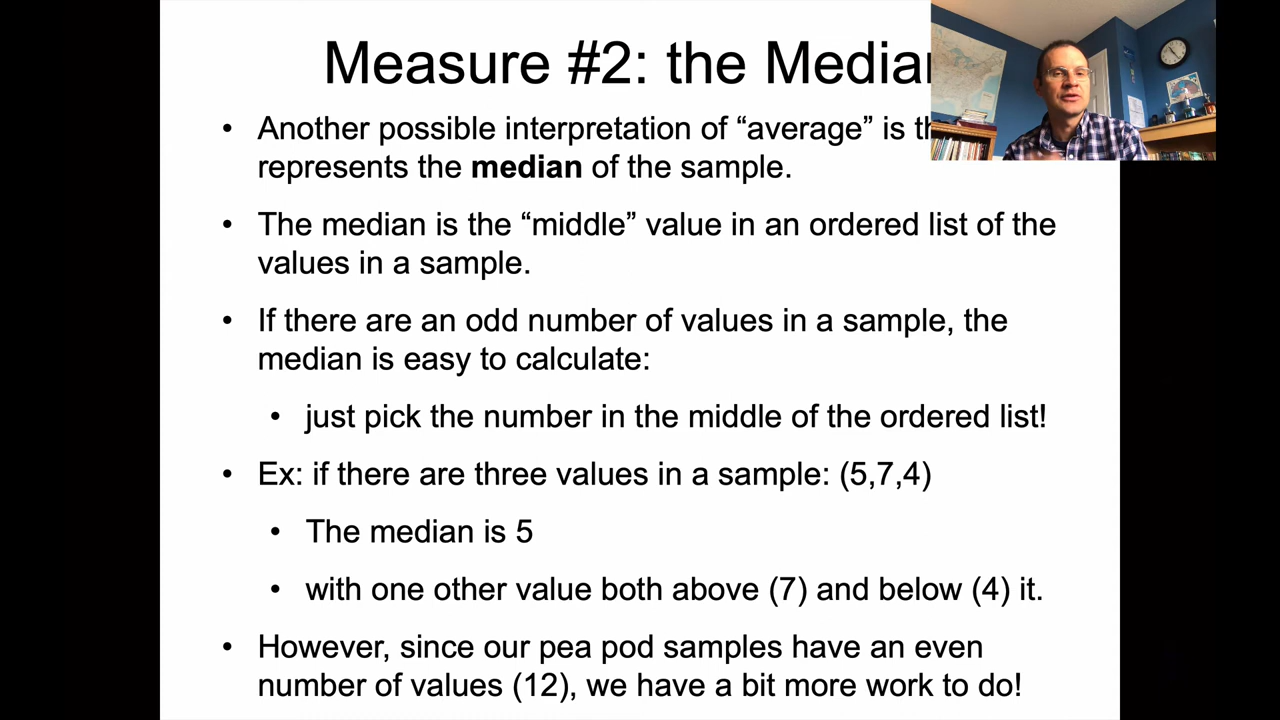 Measure #2: the Media
• Another possible interpretation of “average” is
represents the median of the sample.
• The median is the “middle” value in an ordered list of the
values in a sample.
• If there are an odd number of values in a sample, the
median is easy to calculate:
• just pick the number in the middle of the ordered list!
• Ex: if there are three values in a sample: (5,7,4)
• The median is 5
• with one other value both above (7) and below (4) it.
• However, since our pea pod samples have an even
number of values (12), we have a bit more work to do!